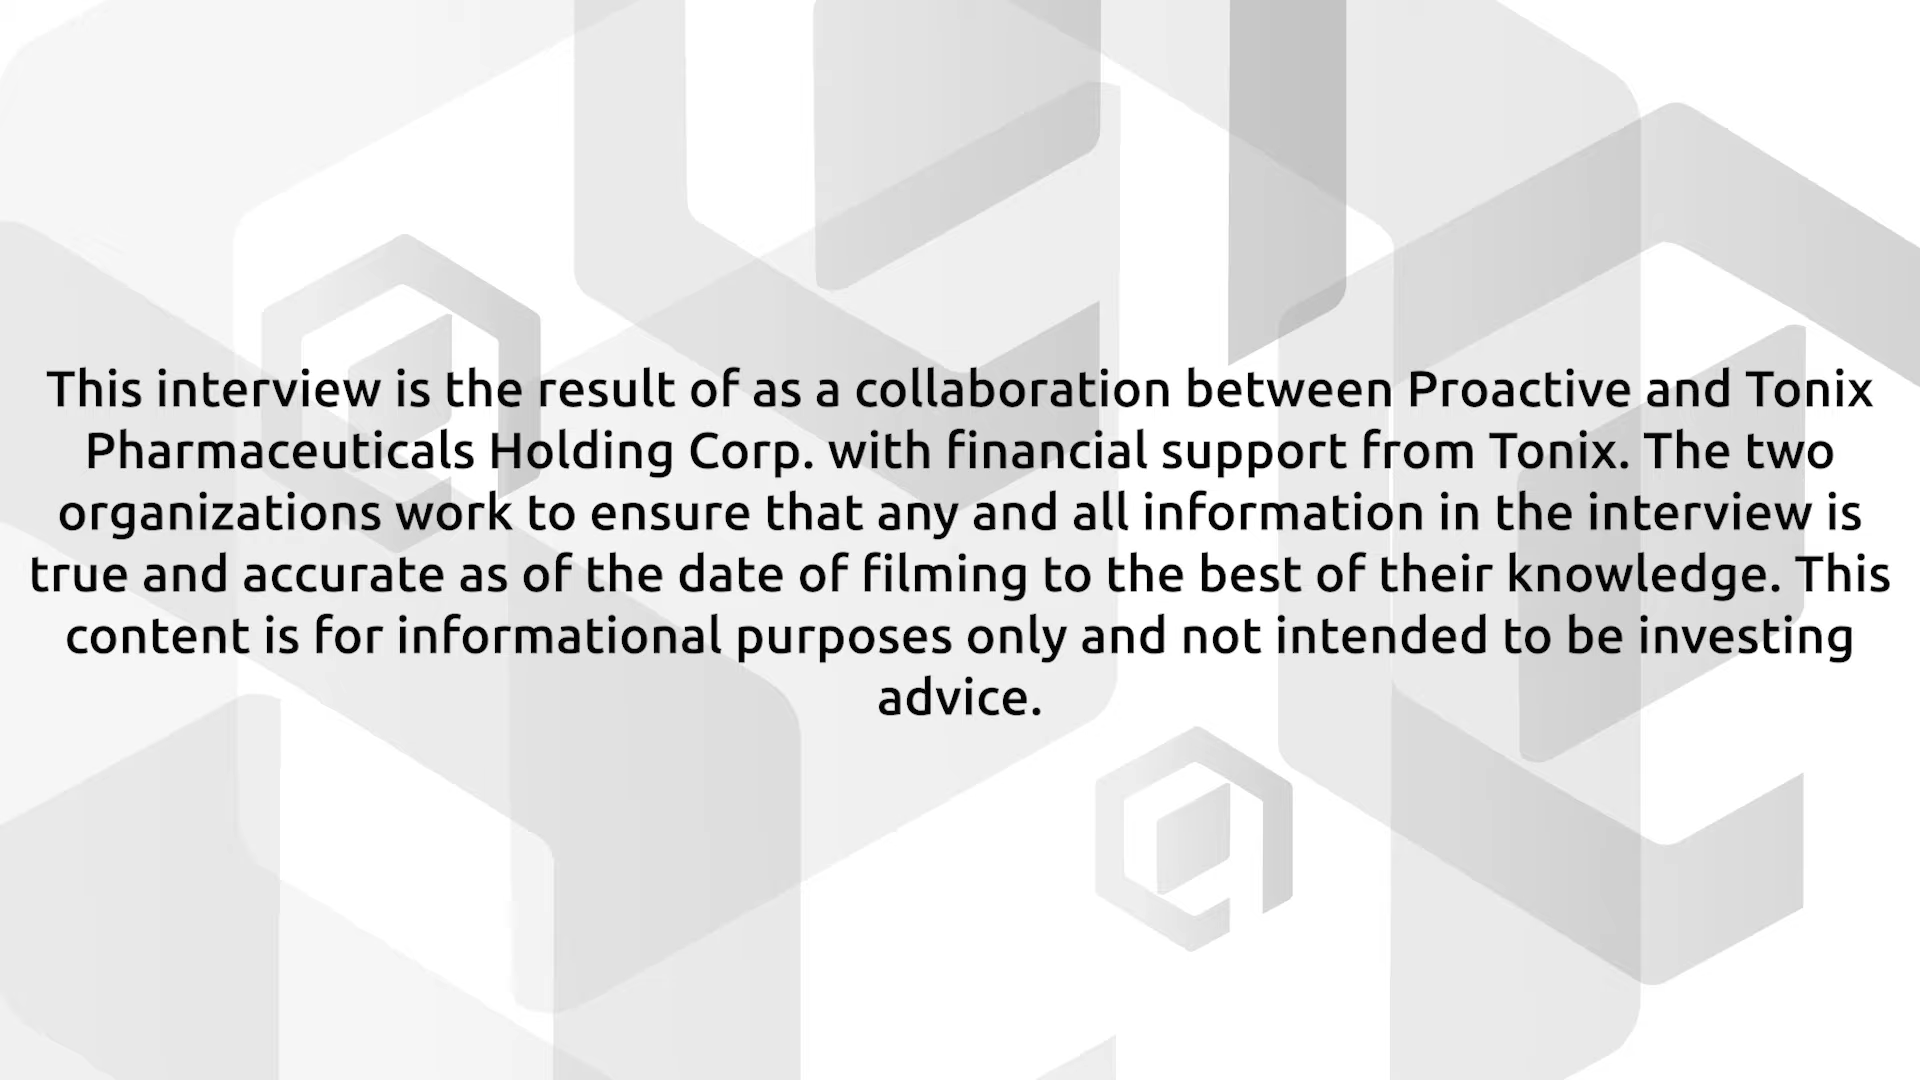 This interview is the result of as a collaboration between Proactive and Tonix
Pharmaceuticals Holding Corp. with financial support from Tonix. The two
organizations work to ensure that any and all information in the interview is
true and accurate as of the date of filming to the best of their knowledge. This
content is for informational purposes only and not intended to be investing
advice.